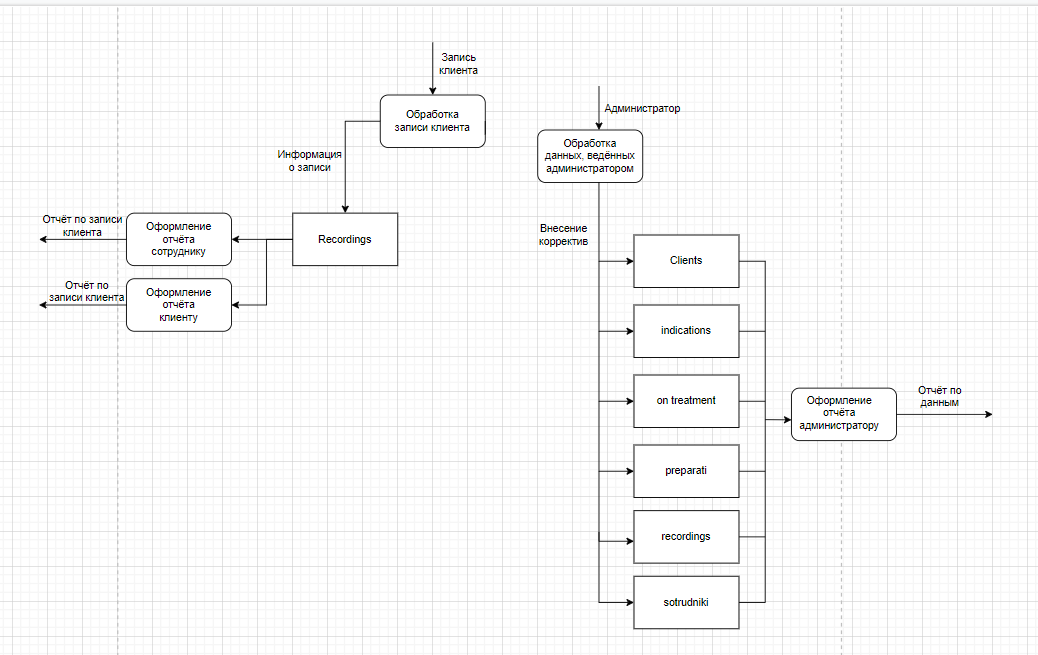 Запись
клиента
Обработка
записи клиента
Информация
о записи
Отчёт по записи
клиента
Оформление
отчёта
сотруднику
Recordings
Отчёт по
записи клиента
Оформление
отчёта
клиенту
Администратор
Обработка
данных, ведённых
администратором
Внесение
корректив
Clients
indications
on treatment
preparati
recordings
sotrudniki
Оформление
отчёта
администратору
Отчёт по
данным